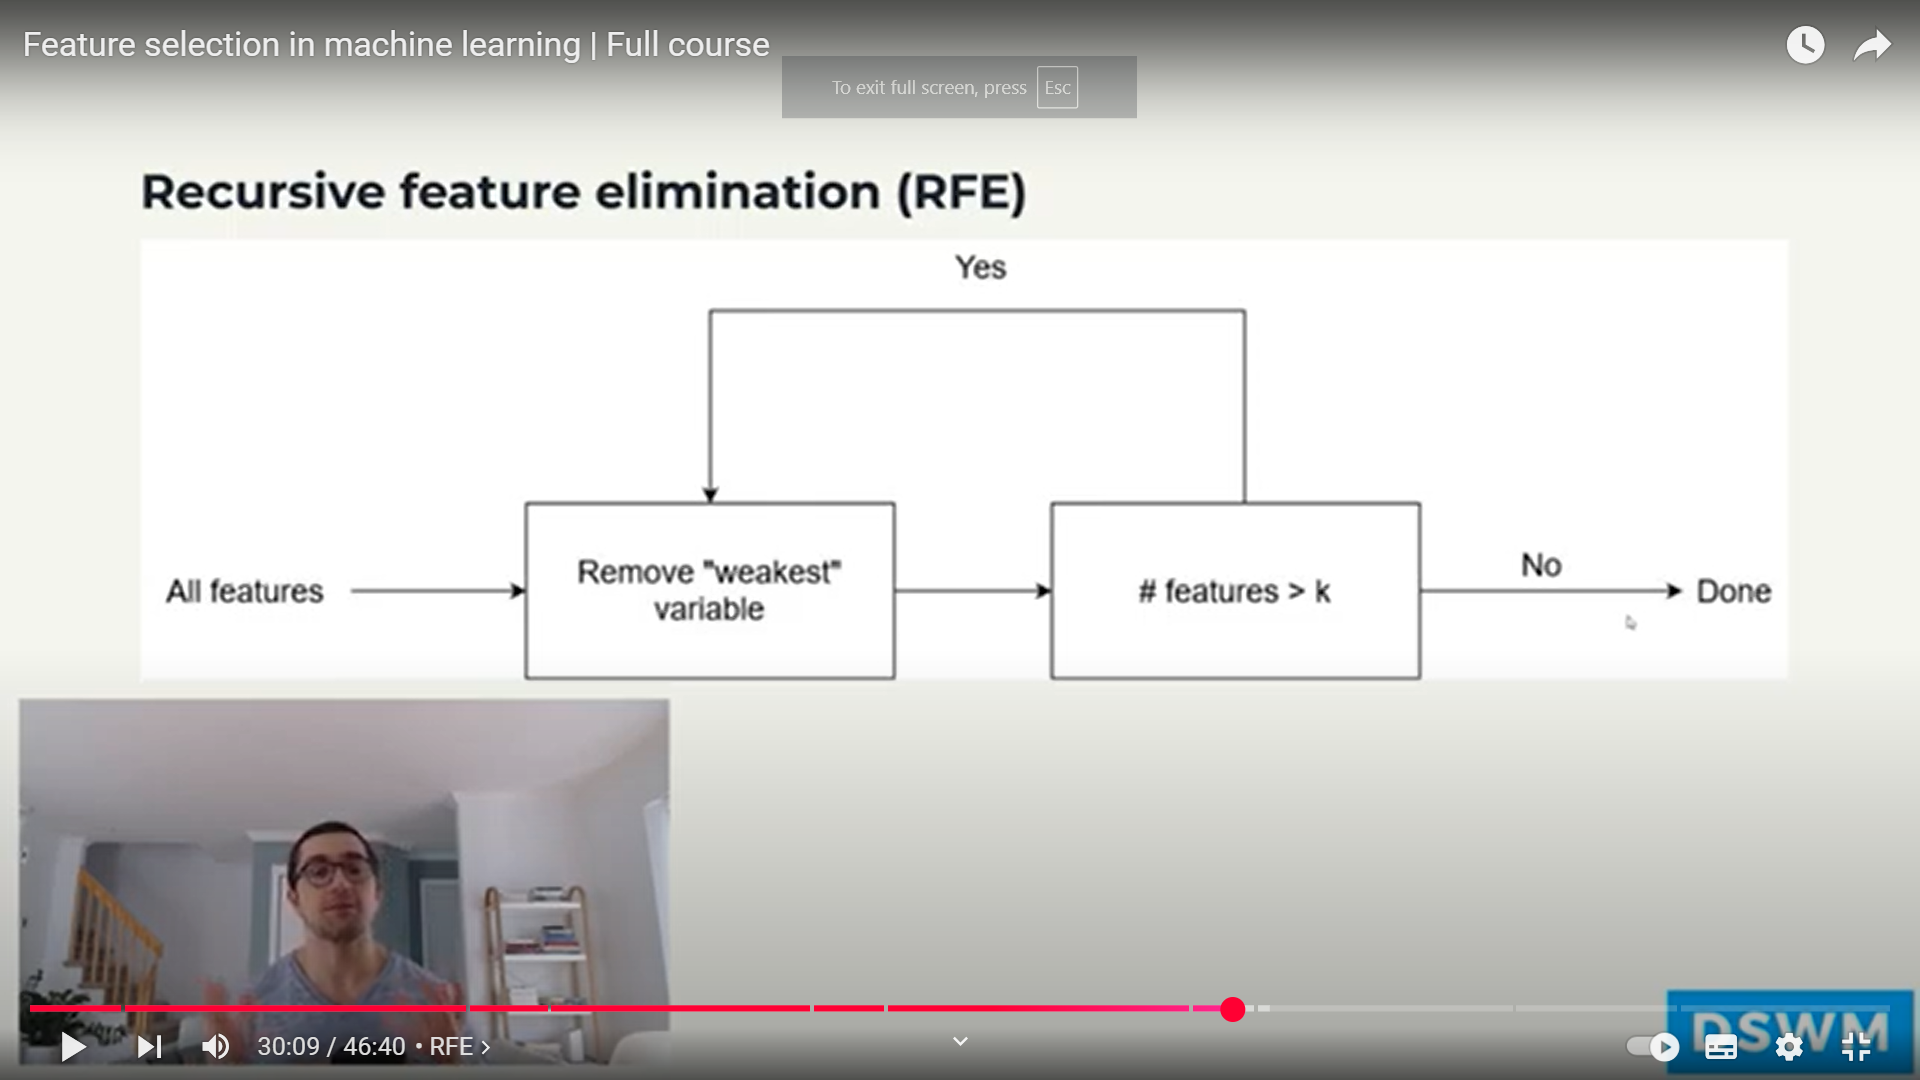 Feature selection in machine learning | Full course
To exit full screen, press Esc
Recursive feature elimination (RFE)
Yes
All features
Remove "weakest"
variable
# features > k
No
Done
30:09 / 46:40 • RFE >
DSWM